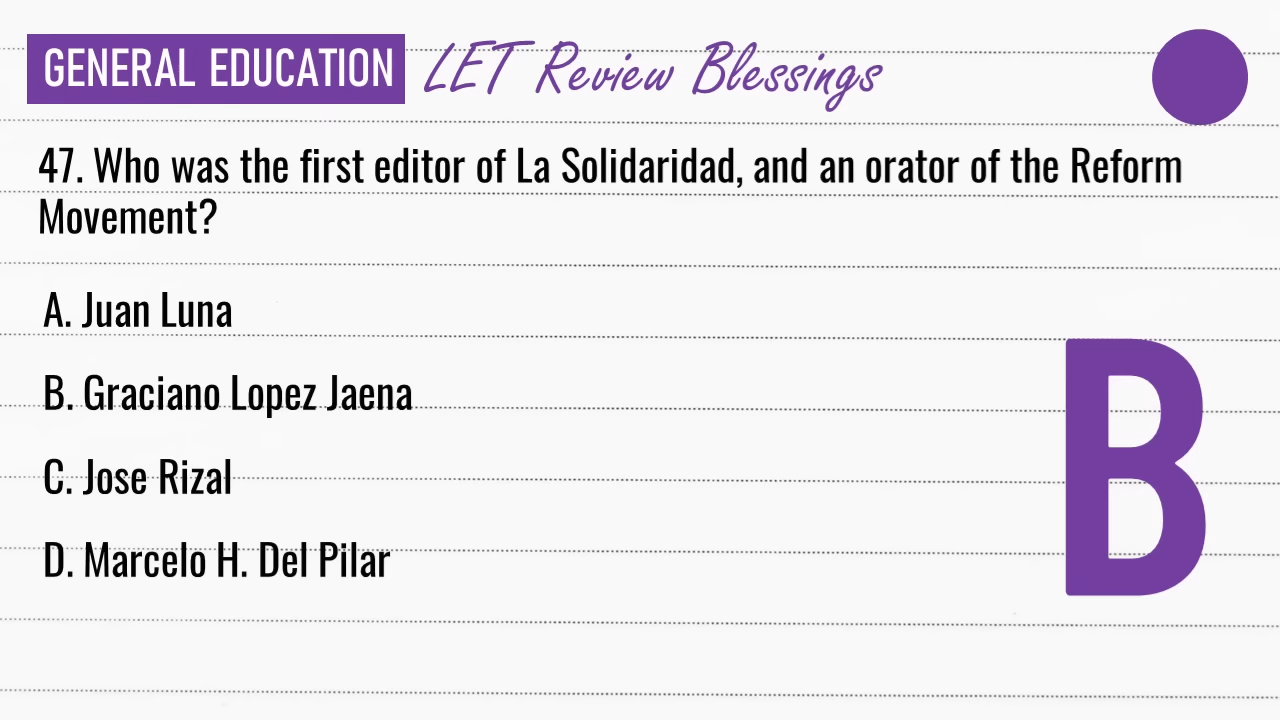 GENERAL EDUCATION LET Review Blessings
47. Who was the first editor of La Solidaridad, and an orator of the Reform
Movement?
A. Juan Luna
B. Graciano Lopez Jaena
C. Jose Rizal
D. Marcelo H. Del Pilar
B